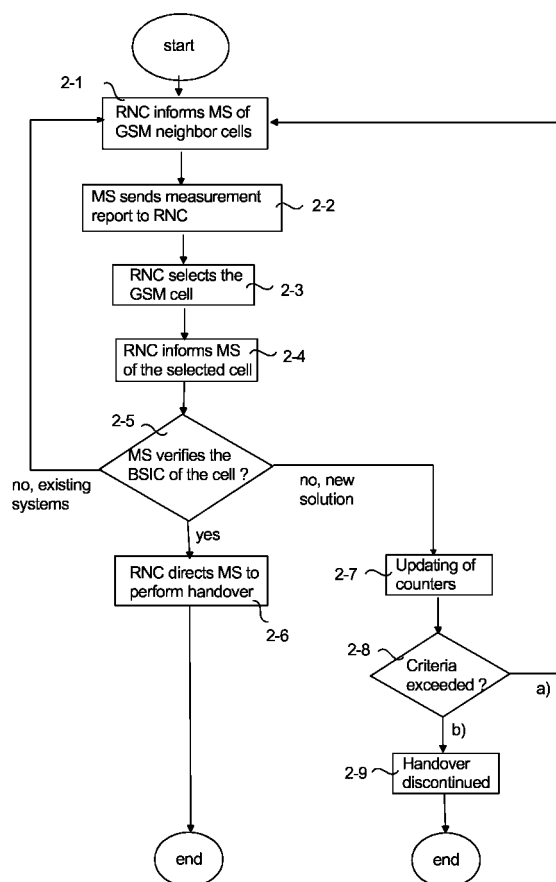 start
2-1
RNC informs MS of
GSM neighbor cells
MS sends measurement
report to RNC
2-2
RNC selects the
GSM cell
2-3
RNC informs MS
of the selected cell
2-4
2-5
MS verifies the
BSIC of the cell ?
no, existing
systems
no, new
solution
yes
RNC directs MS to
perform handover
2-6
2-7
Updating of
counters
2-8
Criteria
exceeded ?
a)
b)
2-9
Handover
discontinued
end
end